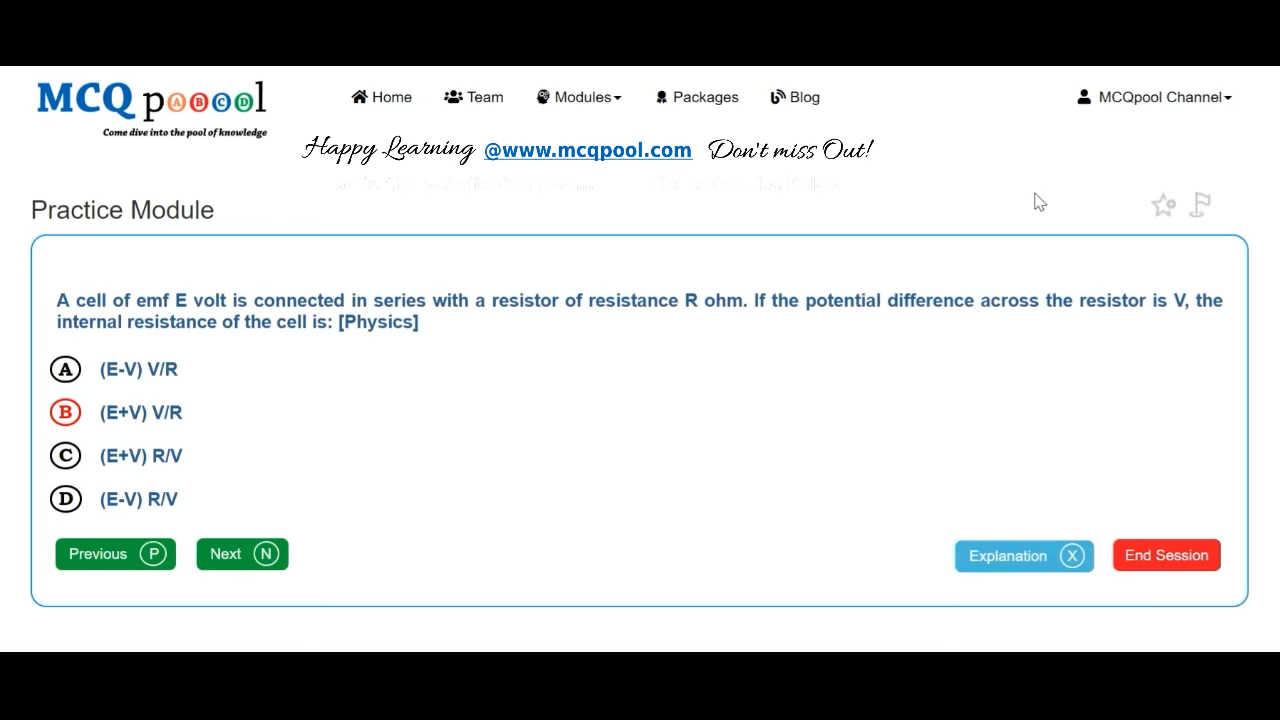 MCQ pooool
A B C D
Come dive into the pool of knowledge
Home Team Modules Packages Blog MCQpool Channel
Happy Learning @www.mcqpool.com Don't miss Out!
Practice Module
A cell of emf E volt is connected in series with a resistor of resistance R ohm. If the potential difference across the resistor is V, the
internal resistance of the cell is: [Physics]
A (E-V) V/R
B (E+V) V/R
C (E+V) R/V
D (E-V) R/V
Previous P Next N Explanation X End Session